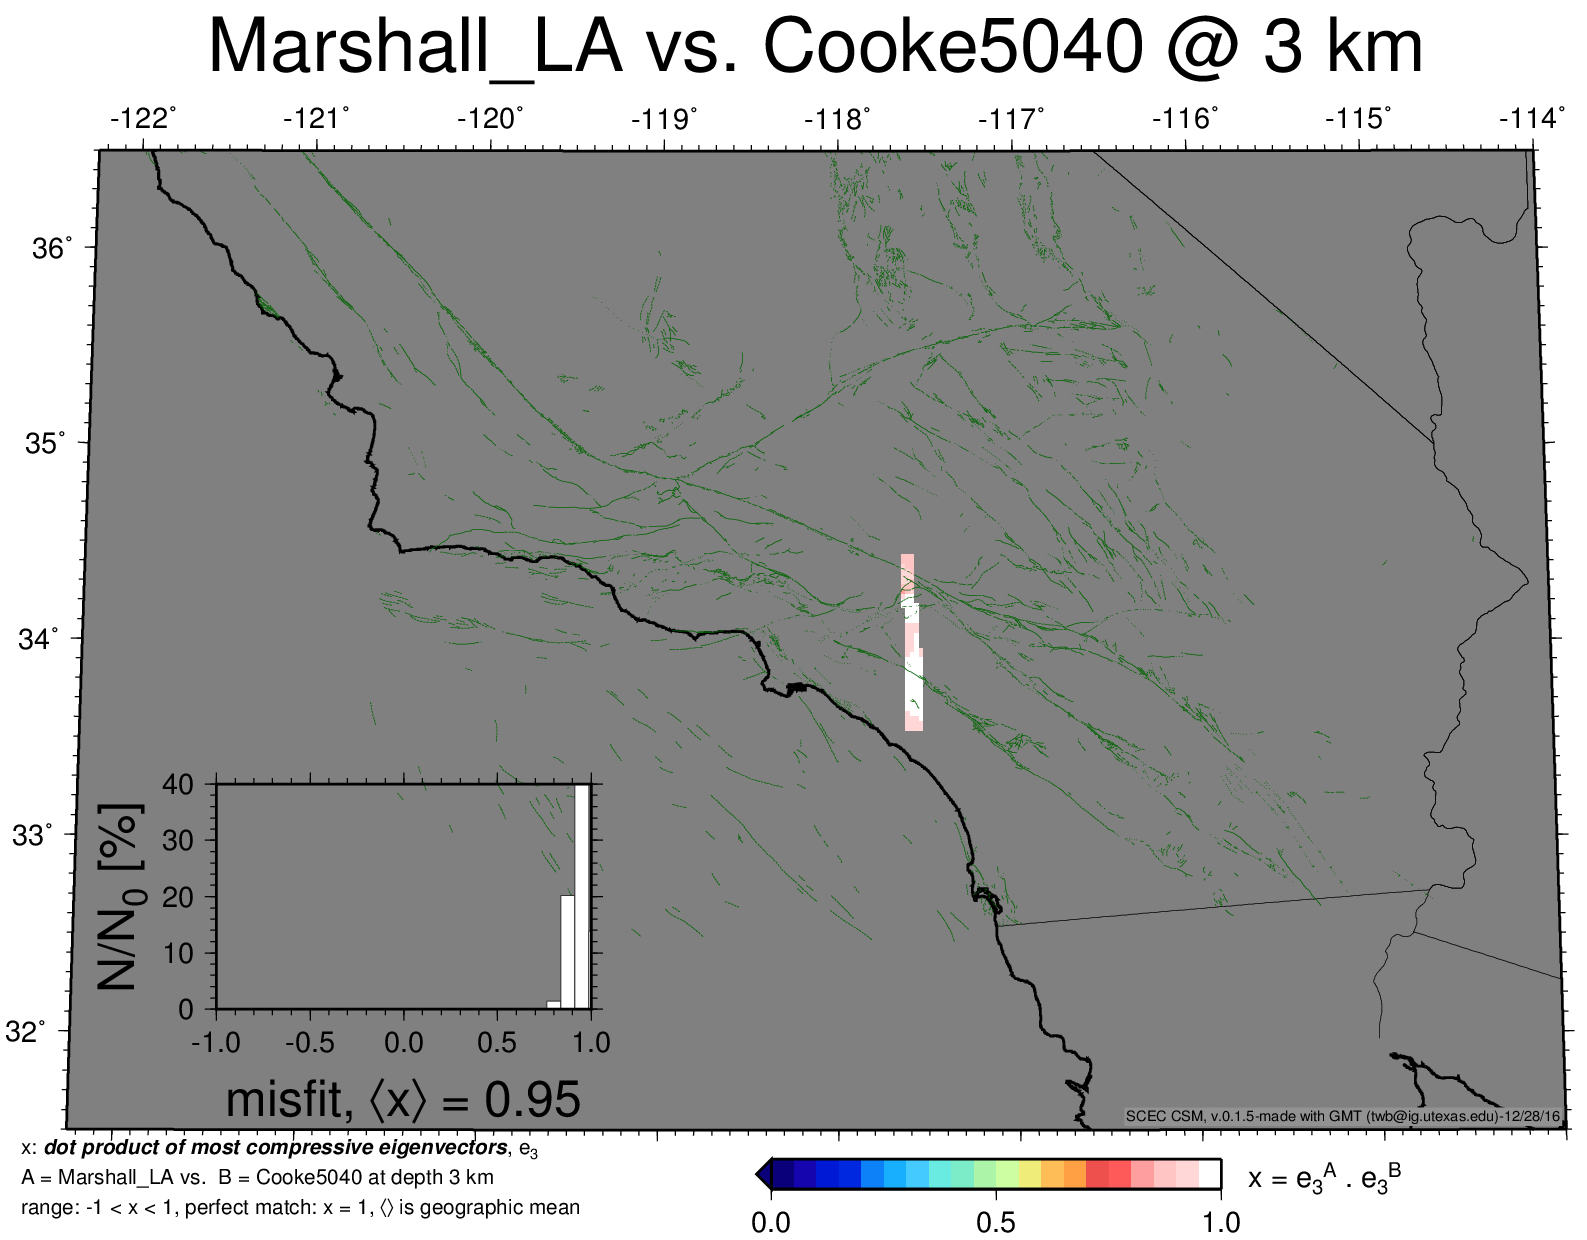 Marshall_LA vs. Cooke5040 @ 3 km
-122° -121° -120° -119° -118° -117° -116° -115° -114°
36°
35°
34°
33°
32°
N/N0 [%]
40
30
20
10
0
-1.0 -0.5 0.0 0.5 1.0
misfit, ⟨x⟩ = 0.95
SCEC CSM, v.0.1.5-made with GMT (twb@ig.utexas.edu)-12/28/16
x: dot product of most compressive eigenvectors, e3
A = Marshall_LA vs. B = Cooke5040 at depth 3 km
range: -1 < x < 1, perfect match: x = 1, ⟨⟩ is geographic mean
x = e3A . e3B
0.0 0.5 1.0